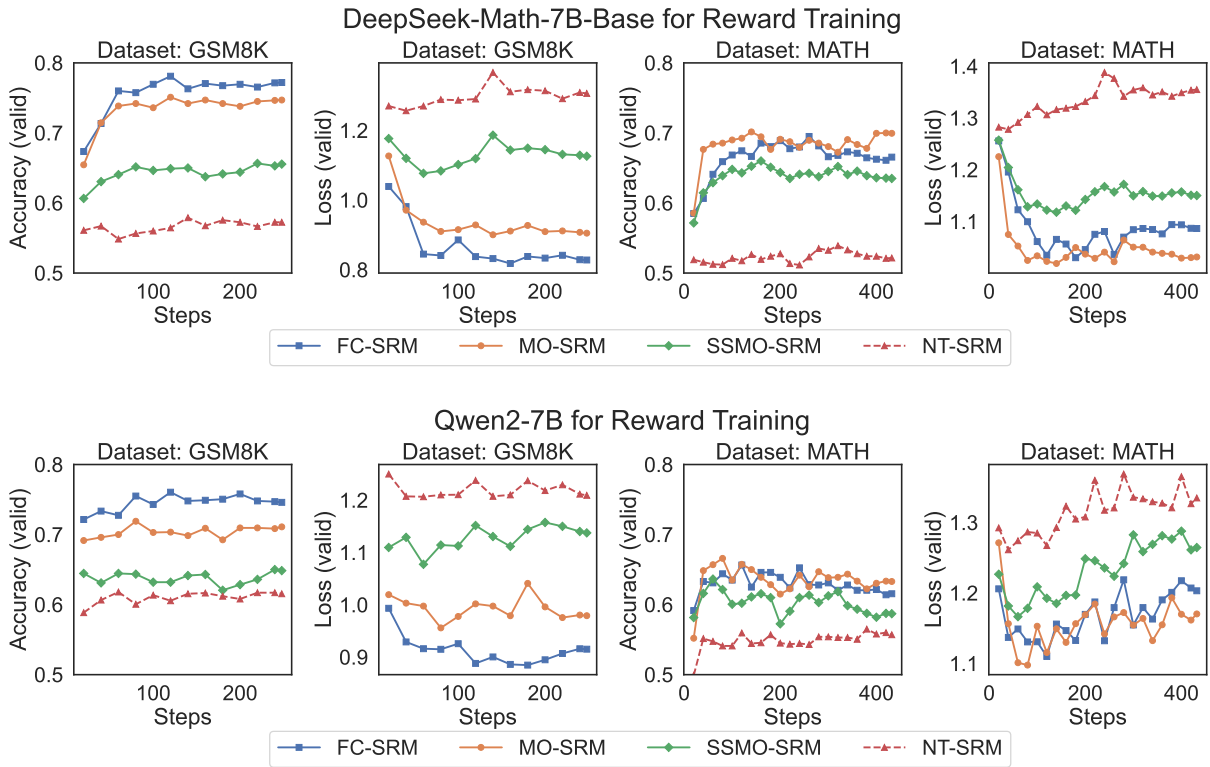 DeepSeek-Math-7B-Base for Reward Training
Dataset: GSM8K
Accuracy (valid)
0.8
0.7
0.6
0.5
100
200
Steps
Dataset: GSM8K
Loss (valid)
1.2
1.0
0.8
100
200
Steps
Dataset: MATH
Accuracy (valid)
0.8
0.7
0.6
0.5
0
200
400
Steps
Dataset: MATH
Loss (valid)
1.4
1.3
1.2
1.1
0
200
400
Steps
FC-SRM MO-SRM SSMO-SRM NT-SRM
Qwen2-7B for Reward Training
Dataset: GSM8K
Accuracy (valid)
0.8
0.7
0.6
0.5
100
200
Steps
Dataset: GSM8K
Loss (valid)
1.2
1.1
1.0
0.9
100
200
Steps
Dataset: MATH
Accuracy (valid)
0.8
0.7
0.6
0.5
0
200
400
Steps
Dataset: MATH
Loss (valid)
1.3
1.2
1.1
0
200
400
Steps
FC-SRM MO-SRM SSMO-SRM NT-SRM